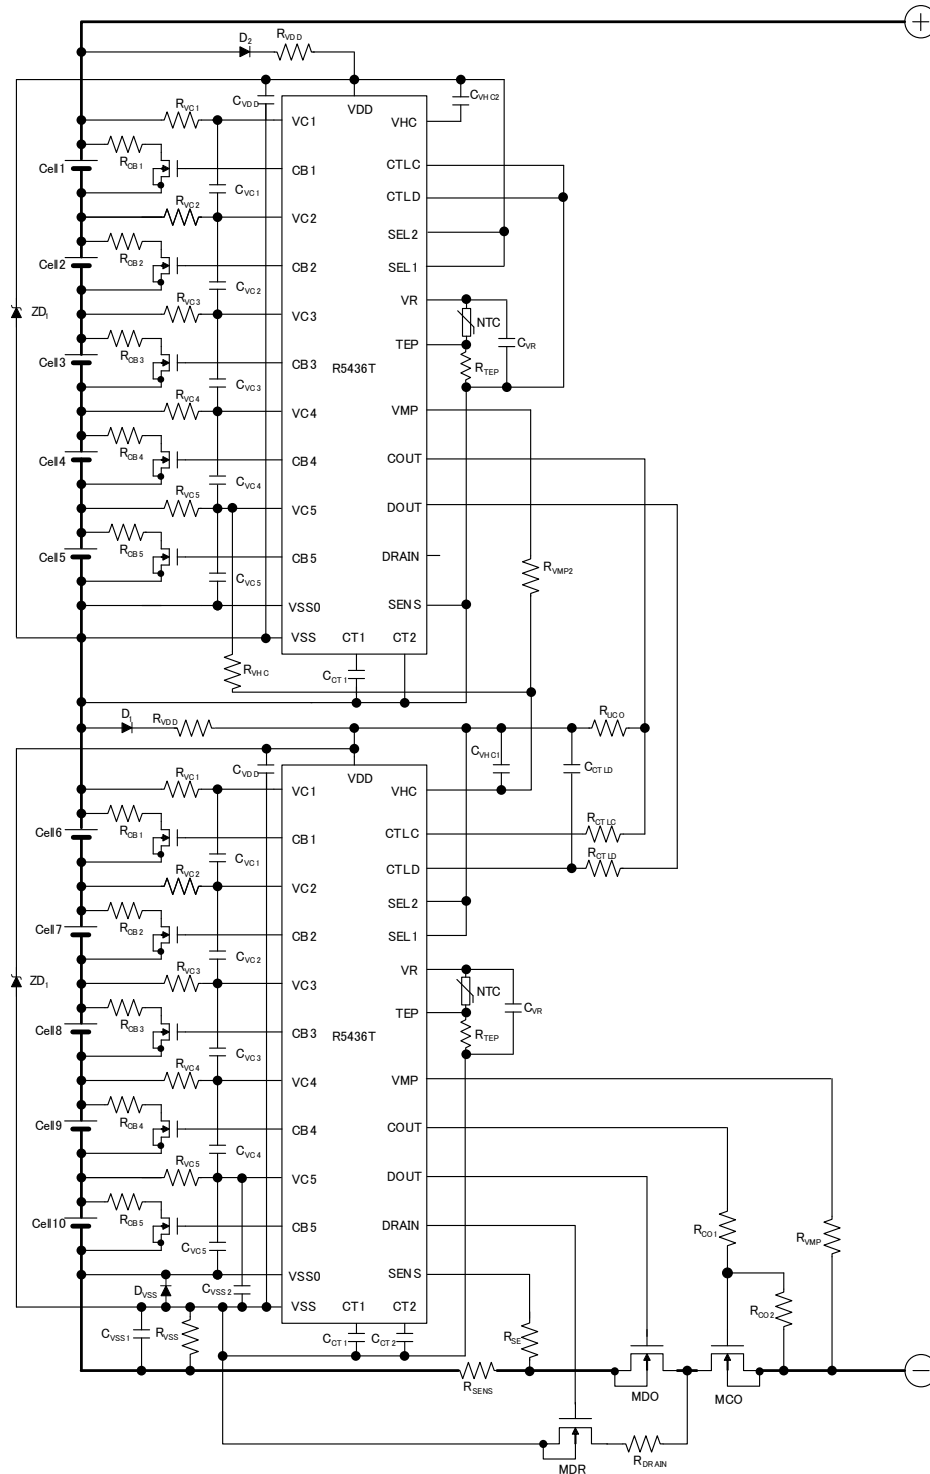 +
D2 RVDD
CVDD VDD CVHC2
RVC1 VC1 VHC
Cell1 RCB1 CB1 CTLC
CVC1 CTLD
RVC2 VC2 SEL2
Cell2 RCB2 CB2 SEL1
CVC2
ZD1 RVC3 VC3 VR NTC
CVR
TEP RTEP
Cell3 RCB3 CB3 R5436T
CVC3
RVC4 VC4 VMP
Cell4 RCB4 CB4 COUT
CVC4
RVC5 VC5 DOUT
Cell5 RCB5 CB5 DRAIN
RVMP2
CVC5
VSS0 SENS
VSS CT1 CT2
RVHC CCT1
D1 RVDD RUCO
CVDD VDD CVHC1 CCTLD
RVC1 VC1 VHC
Cell6 RCB1 CB1 CTLC RCTLC
CVC1
RVC2 VC2 CTLD RCTLD
SEL2
Cell7 RCB2 CB2 SEL1
CVC2
ZD1 RVC3 VC3 VR NTC
CVR
TEP RTEP
Cell8 RCB3 CB3 R5436T
CVC3
RVC4 VC4 VMP
Cell9 RCB4 CB4 COUT
CVC4
RVC5 VC5 DOUT
Cell10 RCB5 CB5 DRAIN
RCO1 RVMP
CVC5
VSS0 SENS
DVSS CVSS2 RCO2
VSS CT1 CT2
CVSS1 RVSS CCT1 CCT2 RSE
−
RSENS MDO MCO
RDRAIN
MDR